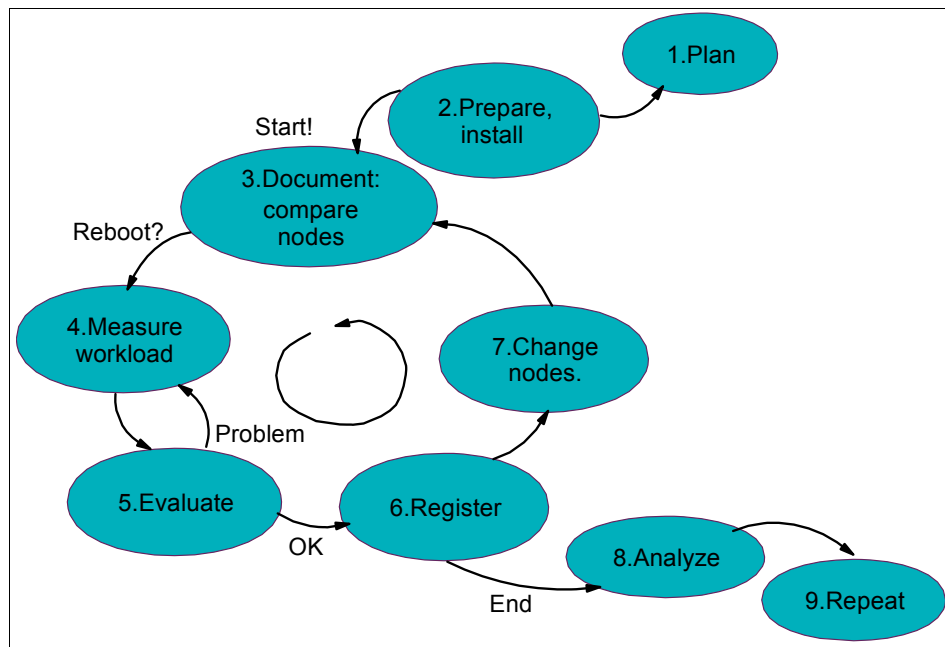 1.Plan
2.Prepare,
install
Start!
3.Document:
compare
nodes
Reboot?
4.Measure
workload
7.Change
nodes.
Problem
5.Evaluate
6.Register
OK
8.Analyze
End
9.Repeat